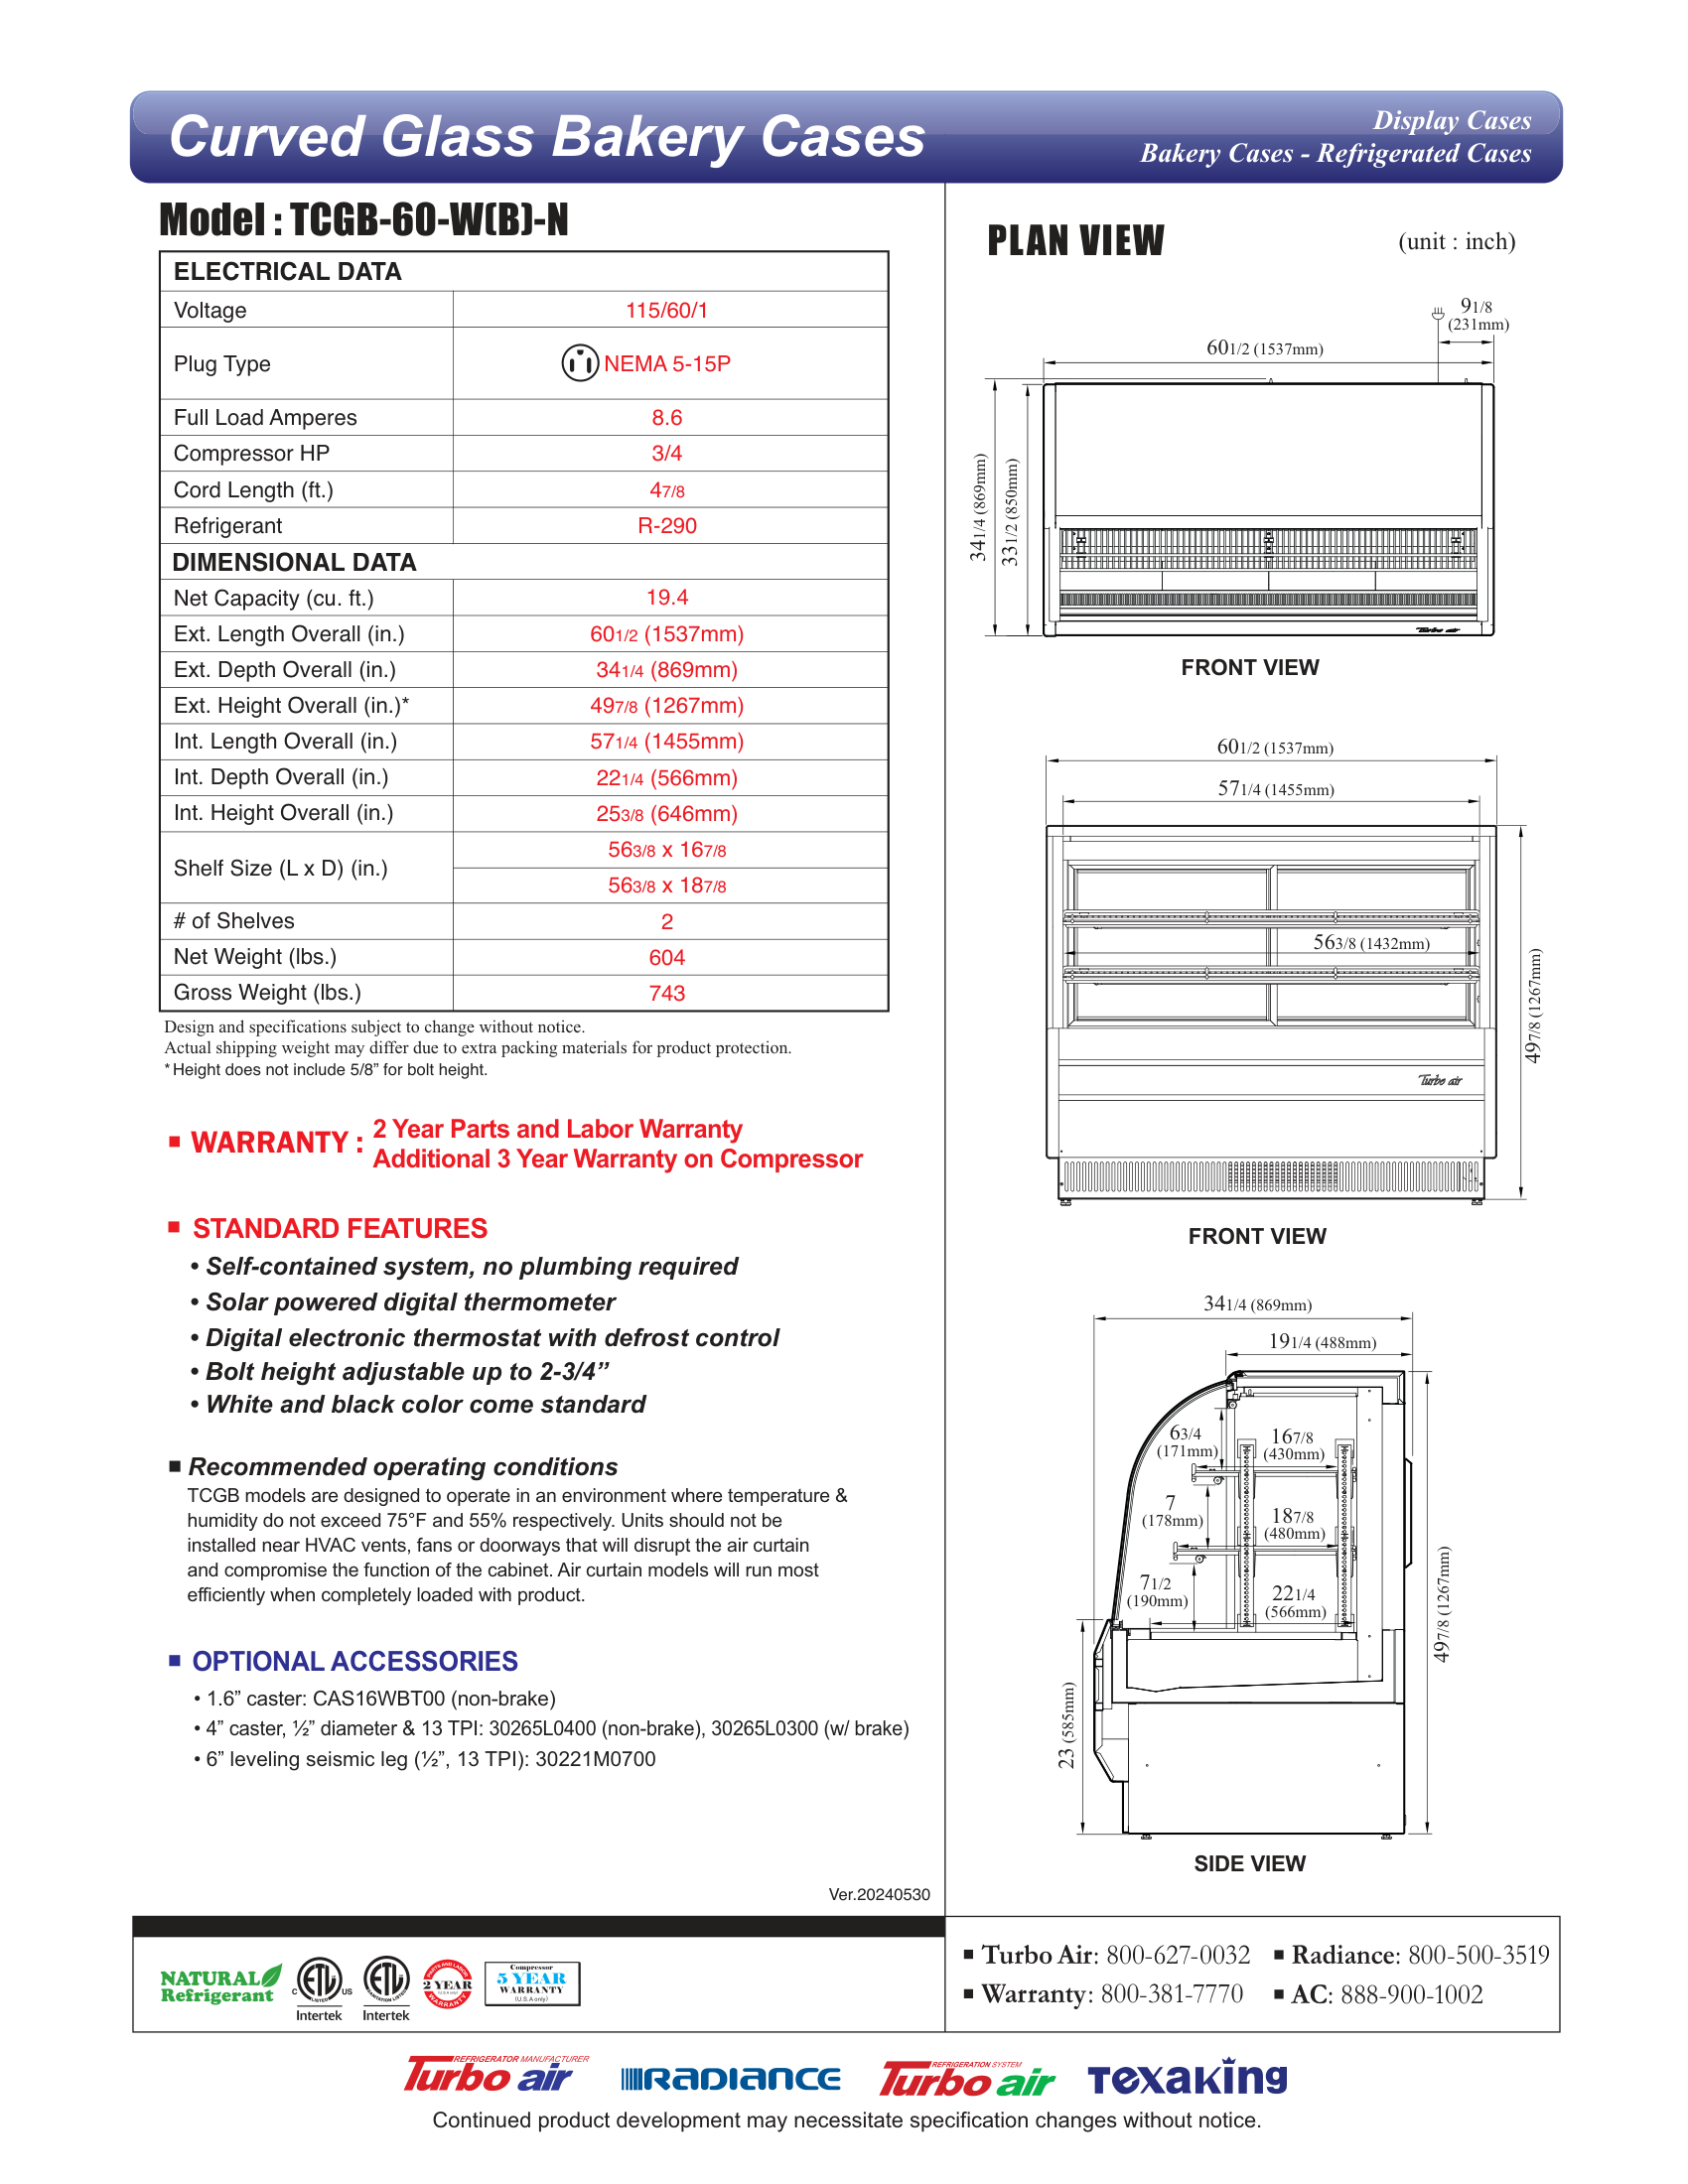 Curved Glass Bakery Cases
Display Cases
Bakery Cases - Refrigerated Cases
Model : TCGB-60-W(B)-N
ELECTRICAL DATA
Voltage 115/60/1
Plug Type NEMA 5-15P
Full Load Amperes 8.6
Compressor HP 3/4
Cord Length (ft.) 47/8
Refrigerant R-290
DIMENSIONAL DATA
Net Capacity (cu. ft.) 19.4
Ext. Length Overall (in.) 601/2 (1537mm)
Ext. Depth Overall (in.) 341/4 (869mm)
Ext. Height Overall (in.)* 497/8 (1267mm)
Int. Length Overall (in.) 571/4 (1455mm)
Int. Depth Overall (in.) 221/4 (566mm)
Int. Height Overall (in.) 253/8 (646mm)
Shelf Size (L x D) (in.) 563/8 x 167/8
563/8 x 187/8
# of Shelves 2
Net Weight (lbs.) 604
Gross Weight (lbs.) 743
Design and specifications subject to change without notice.
Actual shipping weight may differ due to extra packing materials for product protection.
* Height does not include 5/8” for bolt height.
■ WARRANTY : 2 Year Parts and Labor Warranty
Additional 3 Year Warranty on Compressor
■ STANDARD FEATURES
• Self-contained system, no plumbing required
• Solar powered digital thermometer
• Digital electronic thermostat with defrost control
• Bolt height adjustable up to 2-3/4”
• White and black color come standard
■ Recommended operating conditions
TCGB models are designed to operate in an environment where temperature &
humidity do not exceed 75°F and 55% respectively. Units should not be
installed near HVAC vents, fans or doorways that will disrupt the air curtain
and compromise the function of the cabinet. Air curtain models will run most
efficiently when completely loaded with product.
■ OPTIONAL ACCESSORIES
• 1.6” caster: CAS16WBT00 (non-brake)
• 4” caster, ½” diameter & 13 TPI: 30265L0400 (non-brake), 30265L0300 (w/ brake)
• 6” leveling seismic leg (½”, 13 TPI): 30221M0700
Ver.20240530
PLAN VIEW
(unit : inch)
91/8
(231mm)
601/2 (1537mm)
341/4 (869mm)
331/2 (850mm)
Turbo air
FRONT VIEW
601/2 (1537mm)
571/4 (1455mm)
563/8 (1432mm)
497/8 (1267mm)
Turbo air
FRONT VIEW
341/4 (869mm)
191/4 (488mm)
63/4
(171mm)
167/8
(430mm)
7
(178mm)
187/8
(480mm)
71/2
(190mm)
221/4
(566mm)
23 (585mm)
497/8 (1267mm)
SIDE VIEW
NATURAL
Refrigerant
C ETL US
LISTED
Intertek
ETL
SANITATION LISTED
Intertek
PARTS AND LABOR
2 YEAR
(U.S.A only)
WARRANTY
Compressor
5 YEAR
WARRANTY
(U.S.A only)
■ Turbo Air: 800-627-0032 ■ Radiance: 800-500-3519
■ Warranty: 800-381-7770 ■ AC: 888-900-1002
REFRIGERATOR MANUFACTURER
Turbo air
RADIANCE
REFRIGERATION SYSTEM
Turbo air
Texaking
Continued product development may necessitate specification changes without notice.